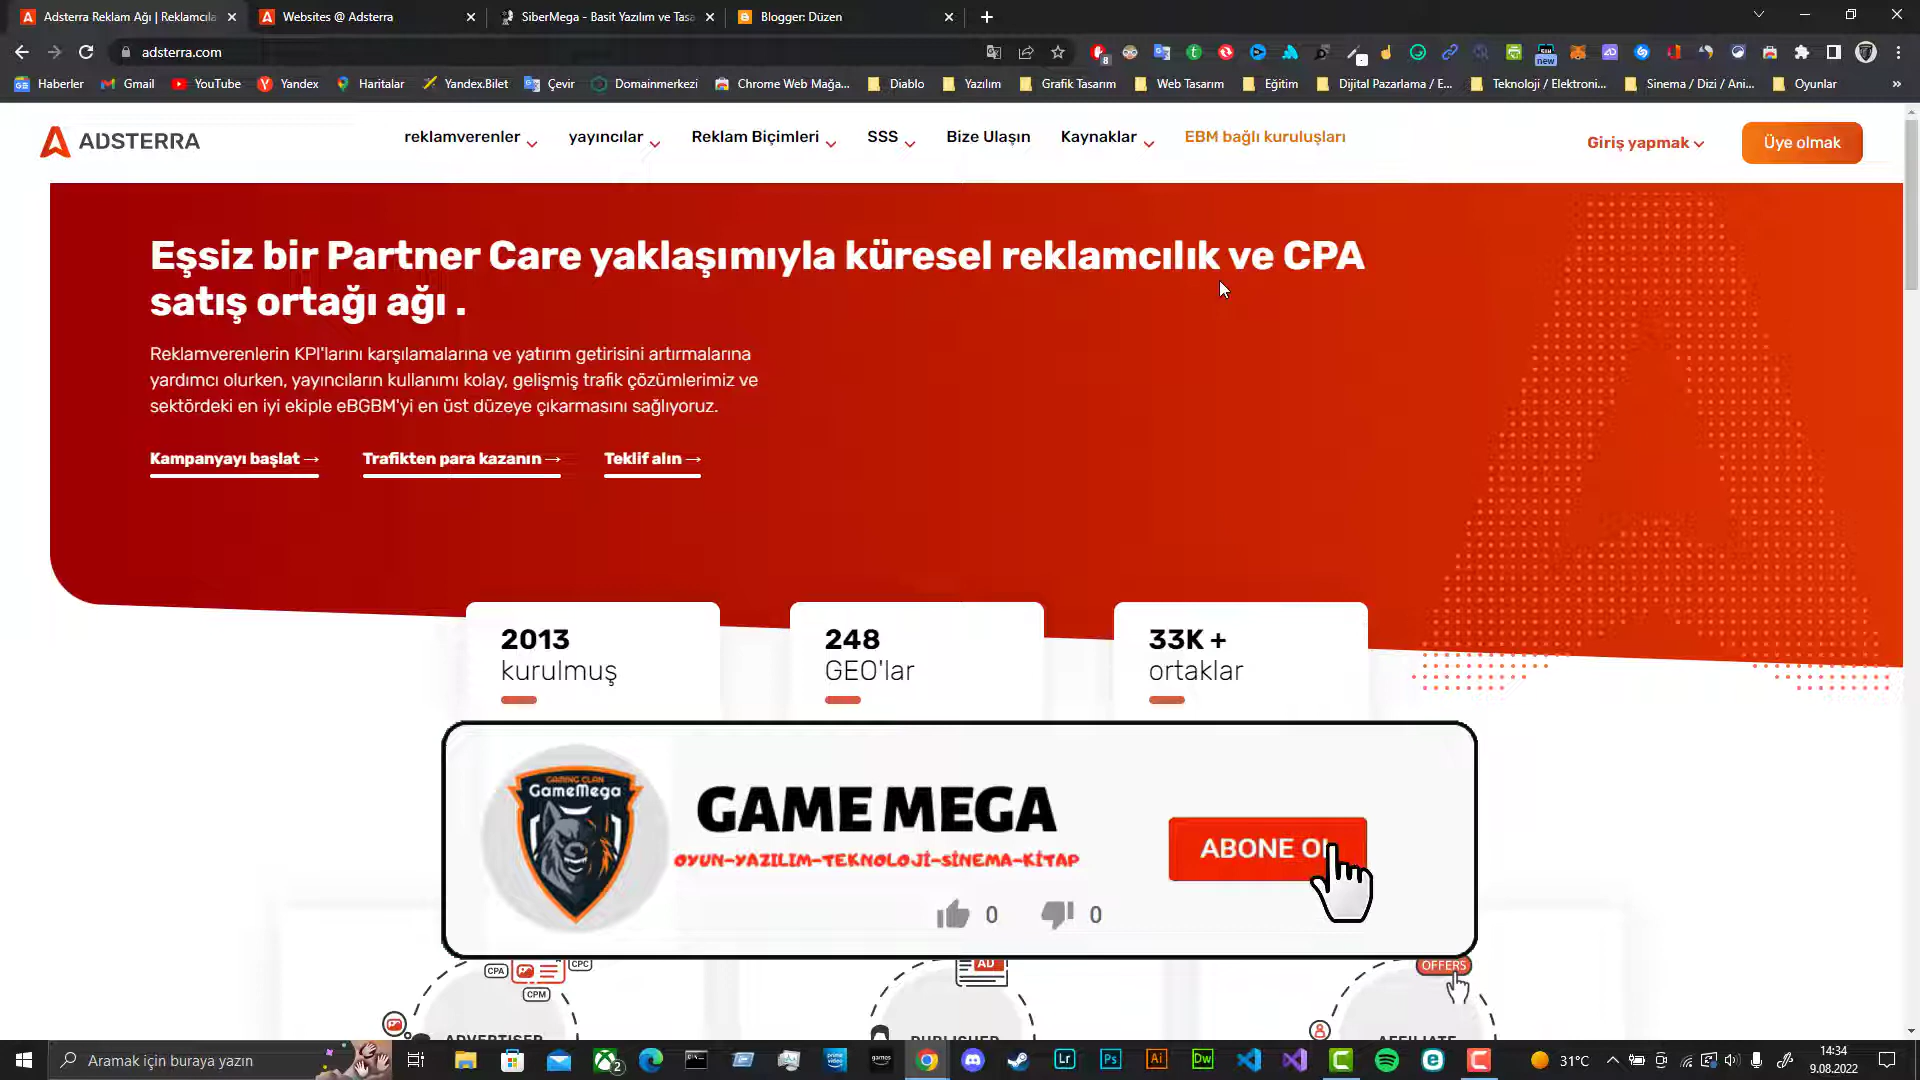 Adsterra Reklam Ağı | Reklamcıla
Websites @ Adsterra
SiberMega - Basit Yazılım ve Tasa
Blogger: Düzen
adsterra.com
Haberler
Gmail
YouTube
Yandex
Haritalar
Yandex.Bilet
Çevir
Domainmerkezi
Chrome Web Mağa...
Diablo
Yazılım
Grafik Tasarım
Web Tasarım
Eğitim
Dijital Pazarlama / E...
Teknoloji / Elektroni...
Sinema / Dizi / Ani...
Oyunlar
ADSTERRA
reklamverenler
yayıncılar
Reklam Biçimleri
SSS
Bize Ulaşın
Kaynaklar
EBM bağlı kuruluşları
Giriş yapmak
Üye olmak
Eşsiz bir Partner Care yaklaşımıyla küresel reklamcılık ve CPA
satış ortağı ağı .
Reklamverenlerin KPI'larını karşılamalarına ve yatırım getirisini artırmalarına
yardımcı olurken, yayıncıların kullanımı kolay, gelişmiş trafik çözümlerimiz ve
sektördeki en iyi ekiple eBGBM'yi en üst düzeye çıkarmasını sağlıyoruz.
Kampanyayı başlat →
Trafikten para kazanın →
Teklif alın →
2013
kurulmuş
248
GEO'lar
33K +
ortaklar
GAMING CLAN
GameMega
GAME MEGA
OYUN-YAZILIM-TEKNOLOJİ-SİNEMA-KİTAP
ABONE OL
0
0
CPA
CPC
CPM
AD
OFFERS
ADVERTISER
PUBLISHER
AFFILIATE
Aramak için buraya yazın
31°C
14:34
9.08.2022